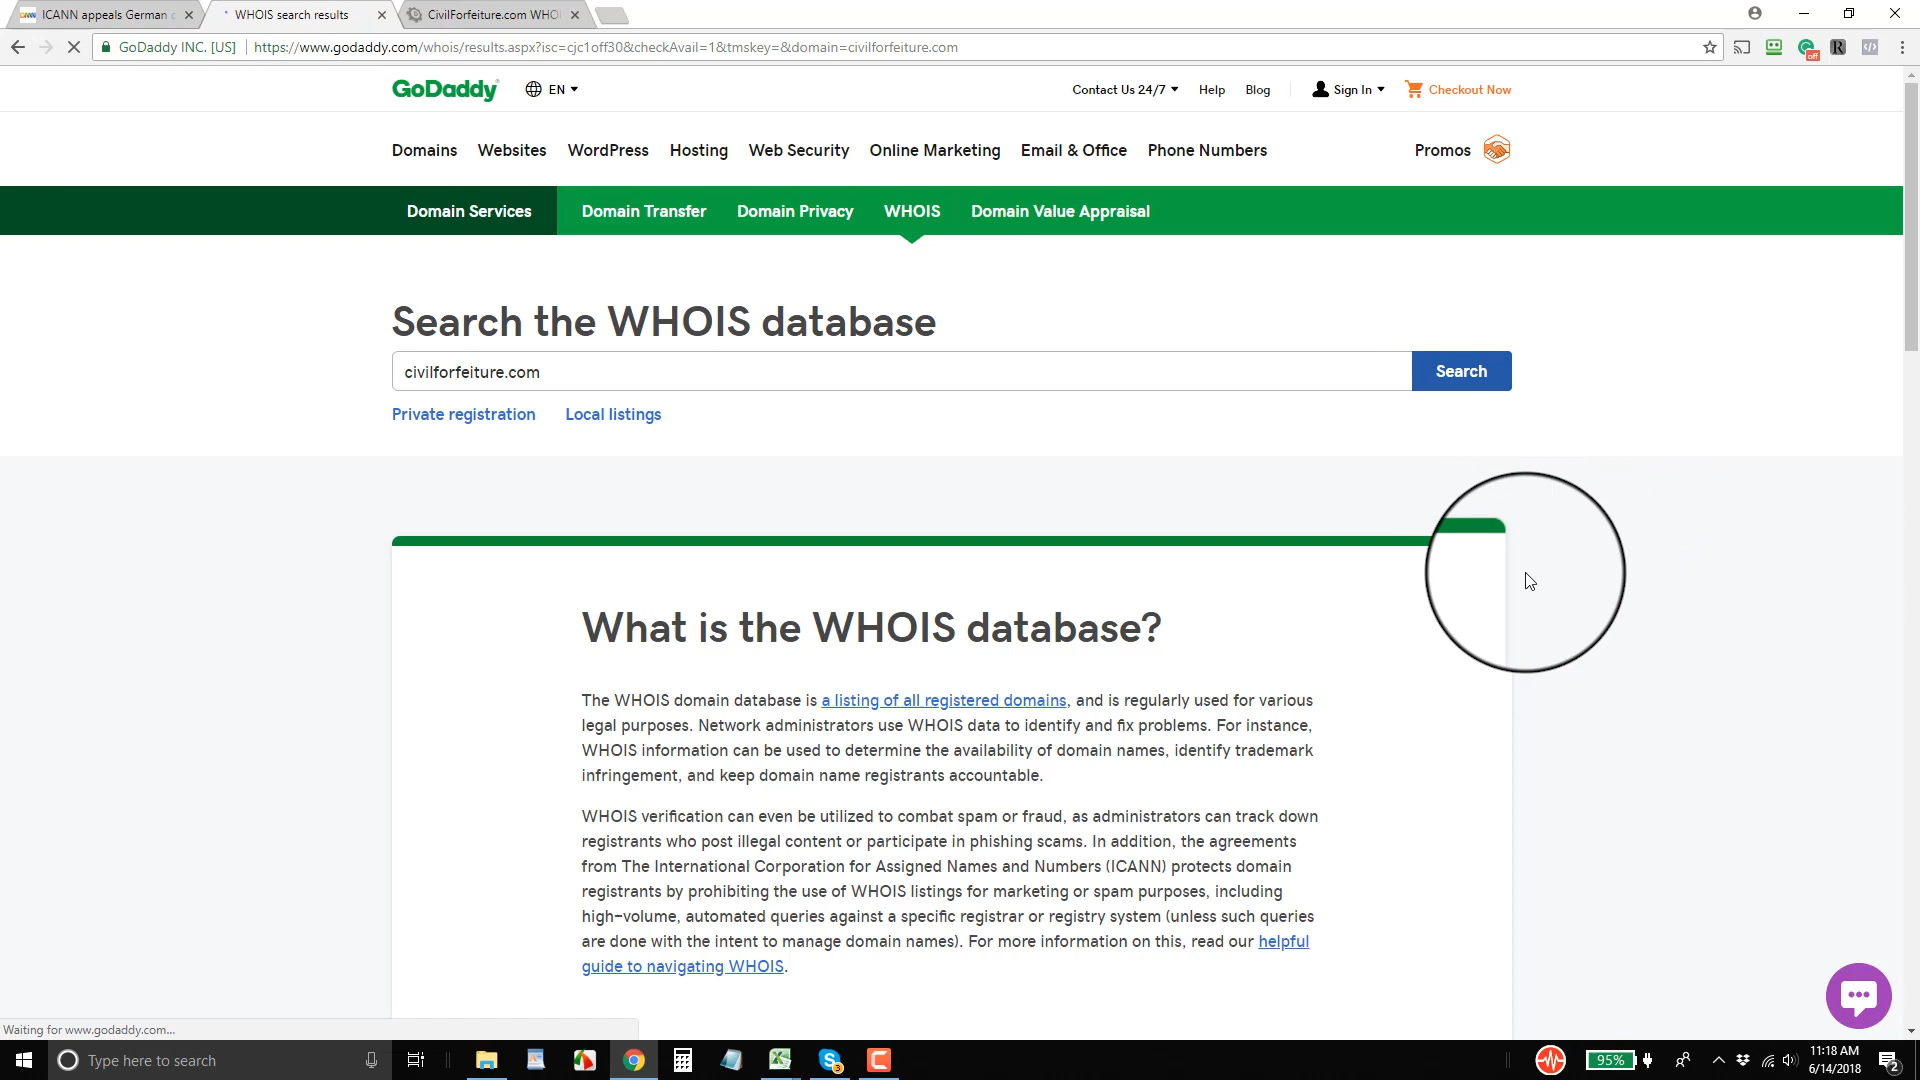 ICANN appeals German c
WHOIS search results
CivilForfeiture.com WHO
GoDaddy INC. [US]
https://www.godaddy.com/whois/results.aspx?isc=cjc1off30&checkAvail=1&tmskey=&domain=civilforfeiture.com
off
R
GoDaddy
EN
Contact Us 24/7
Help
Blog
Sign In
Checkout Now
Domains
Websites
WordPress
Hosting
Web Security
Online Marketing
Email & Office
Phone Numbers
Promos
Domain Services
Domain Transfer
Domain Privacy
WHOIS
Domain Value Appraisal
Search the WHOIS database
civilforfeiture.com
Search
Private registration
Local listings
What is the WHOIS database?
The WHOIS domain database is a listing of all registered domains, and is regularly used for various
legal purposes. Network administrators use WHOIS data to identify and fix problems. For instance,
WHOIS information can be used to determine the availability of domain names, identify trademark
infringement, and keep domain name registrants accountable.
WHOIS verification can even be utilized to combat spam or fraud, as administrators can track down
registrants who post illegal content or participate in phishing scams. In addition, the agreements
from The International Corporation for Assigned Names and Numbers (ICANN) protects domain
registrants by prohibiting the use of WHOIS listings for marketing or spam purposes, including
high-volume, automated queries against a specific registrar or registry system (unless such queries
are done with the intent to manage domain names). For more information on this, read our helpful
guide to navigating WHOIS.
Waiting for www.godaddy.com...
Type here to search
3
95%
11:18 AM
6/14/2018
2